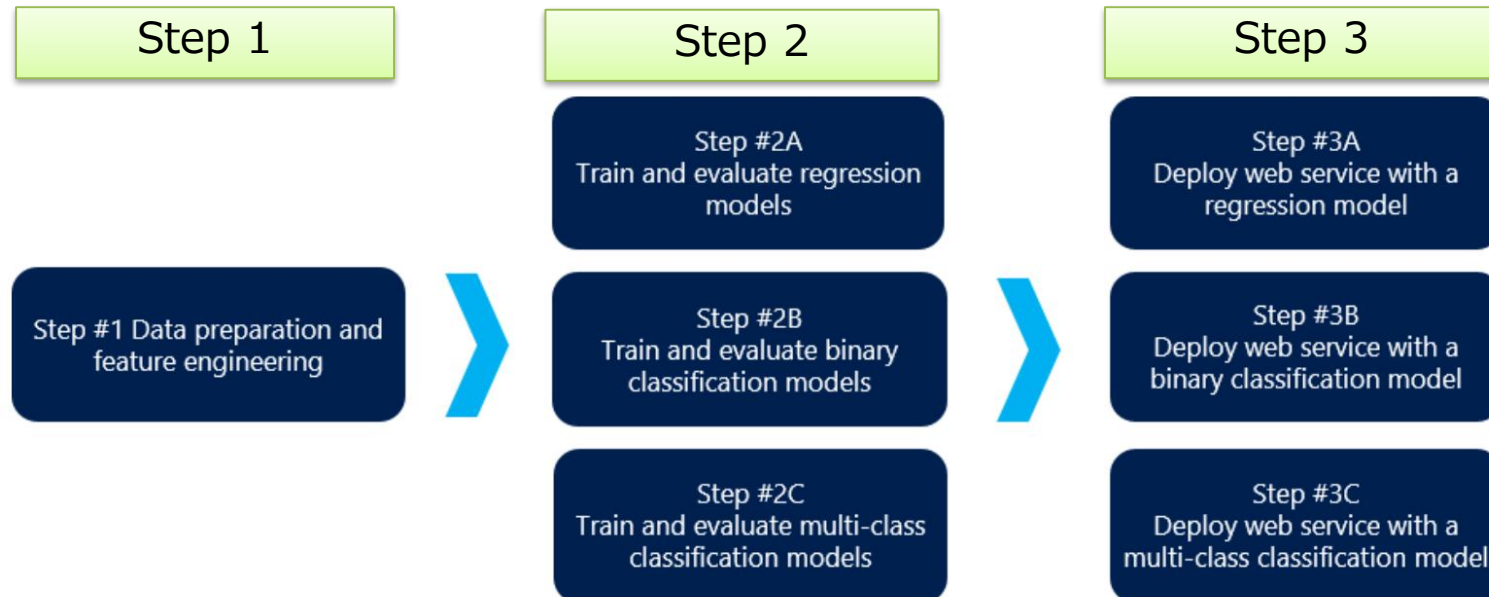 Step 1
Step #1 Data preparation and
feature engineering
Step 2
Step #2A
Train and evaluate regression
models
Step #2B
Train and evaluate binary
classification models
Step #2C
Train and evaluate multi-class
classification models
Step 3
Step #3A
Deploy web service with a
regression model
Step #3B
Deploy web service with a
binary classification model
Step #3C
Deploy web service with a
multi-class classification model